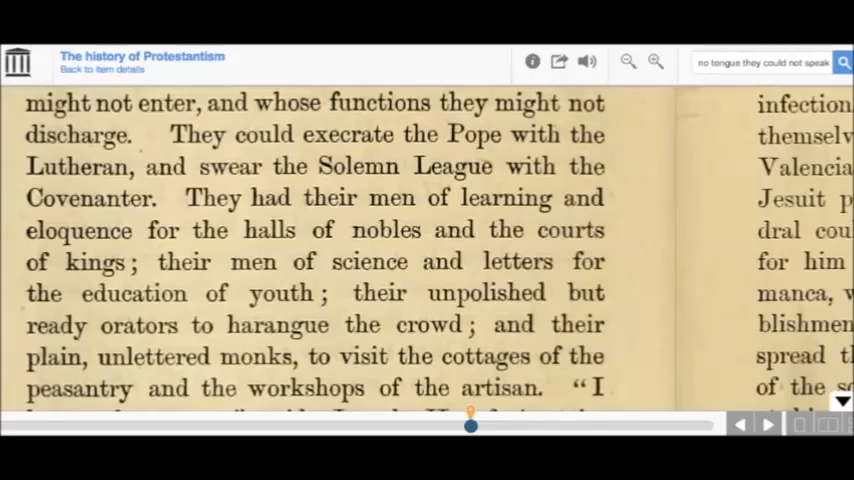 The history of Protestantism
Back to item details
no tongue they could not speak
might not enter, and whose functions they might not
discharge. They could execrate the Pope with the
Lutheran, and swear the Solemn League with the
Covenanter. They had their men of learning and
eloquence for the halls of nobles and the courts
of kings; their men of science and letters for
the education of youth; their unpolished but
ready orators to harangue the crowd; and their
plain, unlettered monks, to visit the cottages of the
peasantry and the workshops of the artisan. “I
infection
themselv
Valencia
Jesuit p
dral cou
for him
manca, w
blishmen
spread th
of the so